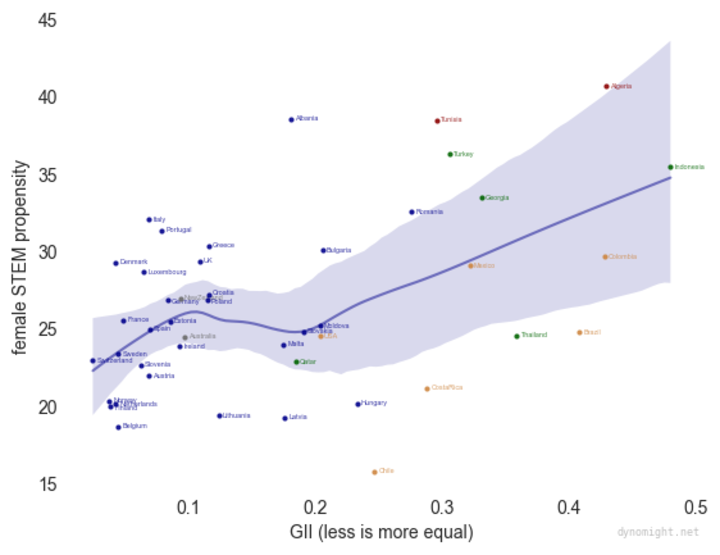 45
40
35
30
25
20
15
female STEM propensity
Algeria
Albania
Tunisia
Turkey
Indonesia
Georgia
Romania
Italy
Portugal
Greece
Bulgaria
Colombia
Denmark
UK
Mexico
Luxembourg
Croatia
NewZealand
Germany
Poland
France
Estonia
Moldova
Spain
Slovakia
Brazil
Australia
USA
Thailand
Malta
Ireland
Sweden
Switzerland
Qatar
Slovenia
Austria
CostaRica
Norway
Netherlands
Finland
Hungary
Lithuania
Latvia
Belgium
Chile
0.1 0.2 0.3 0.4 0.5
GII (less is more equal)
dynomight.net